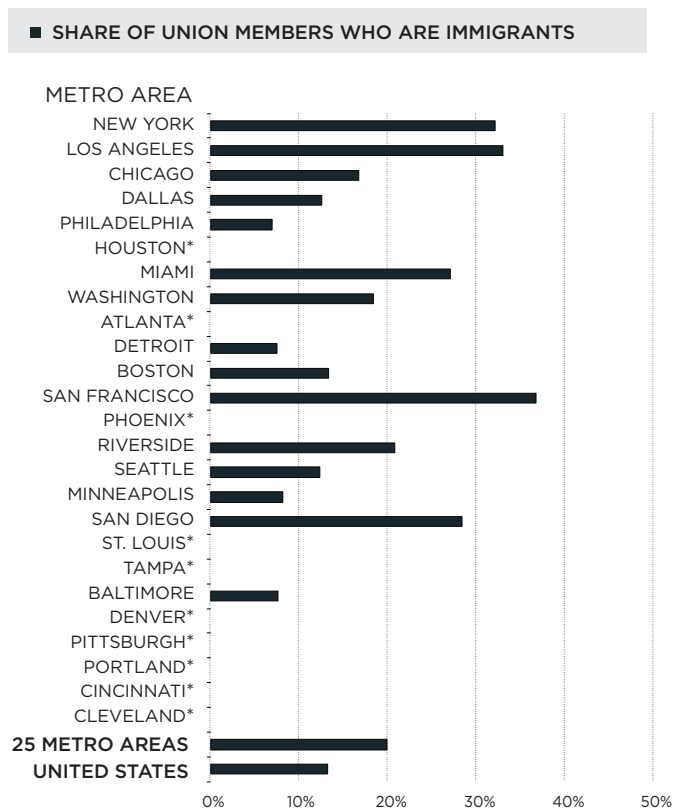 SHARE OF UNION MEMBERS WHO ARE IMMIGRANTS
METRO AREA
NEW YORK
LOS ANGELES
CHICAGO
DALLAS
PHILADELPHIA
HOUSTON*
MIAMI
WASHINGTON
ATLANTA*
DETROIT
BOSTON
SAN FRANCISCO
PHOENIX*
RIVERSIDE
SEATTLE
MINNEAPOLIS
SAN DIEGO
ST. LOUIS*
TAMPA*
BALTIMORE
DENVER*
PITTSBURGH*
PORTLAND*
CINCINNATI*
CLEVELAND*
25 METRO AREAS
UNITED STATES
0% 10% 20% 30% 40% 50%